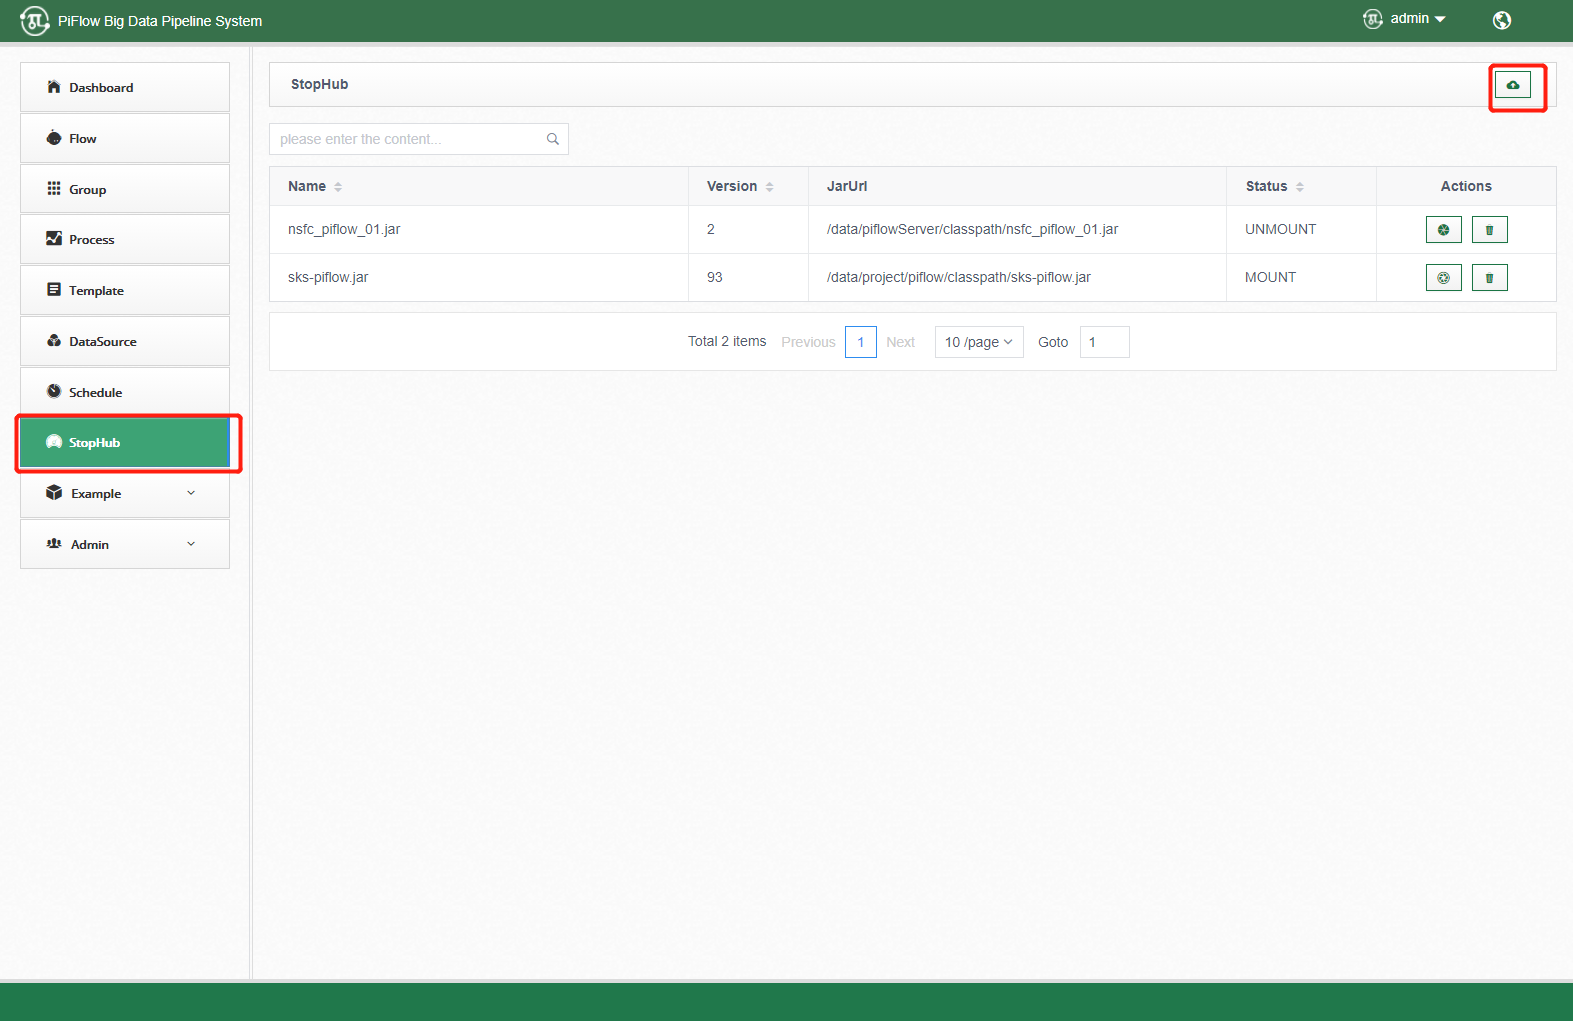 PiFlow Big Data Pipeline System
admin
Dashboard
Flow
Group
Process
Template
DataSource
Schedule
StopHub
Example
Admin
StopHub
please enter the content...
Name Version JarUrl Status Actions
nsfc_piflow_01.jar 2 /data/piflowServer/classpath/nsfc_piflow_01.jar UNMOUNT
sks-piflow.jar 93 /data/project/piflow/classpath/sks-piflow.jar MOUNT
Total 2 items Previous 1 Next 10 /page Goto 1